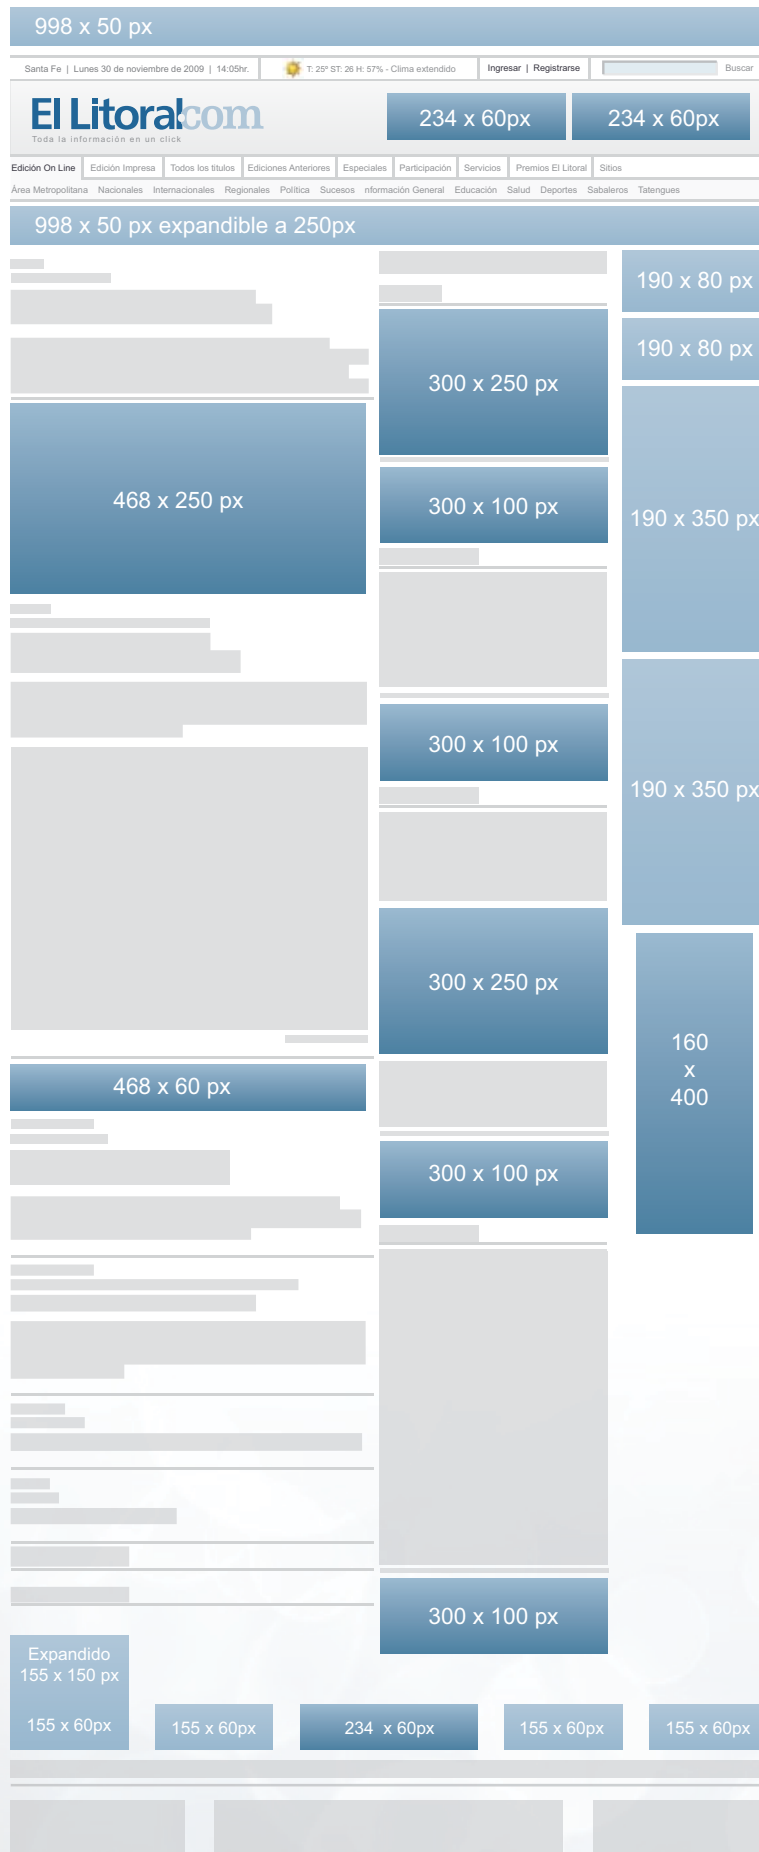 998 x 50 px
Santa Fe | Lunes 30 de noviembre de 2009 | 14:05hr.
T: 25º ST: 26 H: 57% - Clima extendido
Ingresar | Registrarse
Buscar
El Litoral.com
Toda la información en un click
234 x 60px
234 x 60px
Edición On Line
Edición Impresa
Todos los titulos
Ediciones Anteriores
Especiales
Participación
Servicios
Premios El Litoral
Sitios
Área Metropolitana Nacionales Internacionales Regionales Política Sucesos nformación General Educación Salud Deportes Sabaleros Tatengues
998 x 50 px expandible a 250px
190 x 80 px
190 x 80 px
300 x 250 px
468 x 250 px
300 x 100 px
190 x 350 px
300 x 100 px
190 x 350 px
300 x 250 px
160
x
400
468 x 60 px
300 x 100 px
300 x 100 px
Expandido
155 x 150 px
155 x 60px
155 x 60px
234 x 60px
155 x 60px
155 x 60px